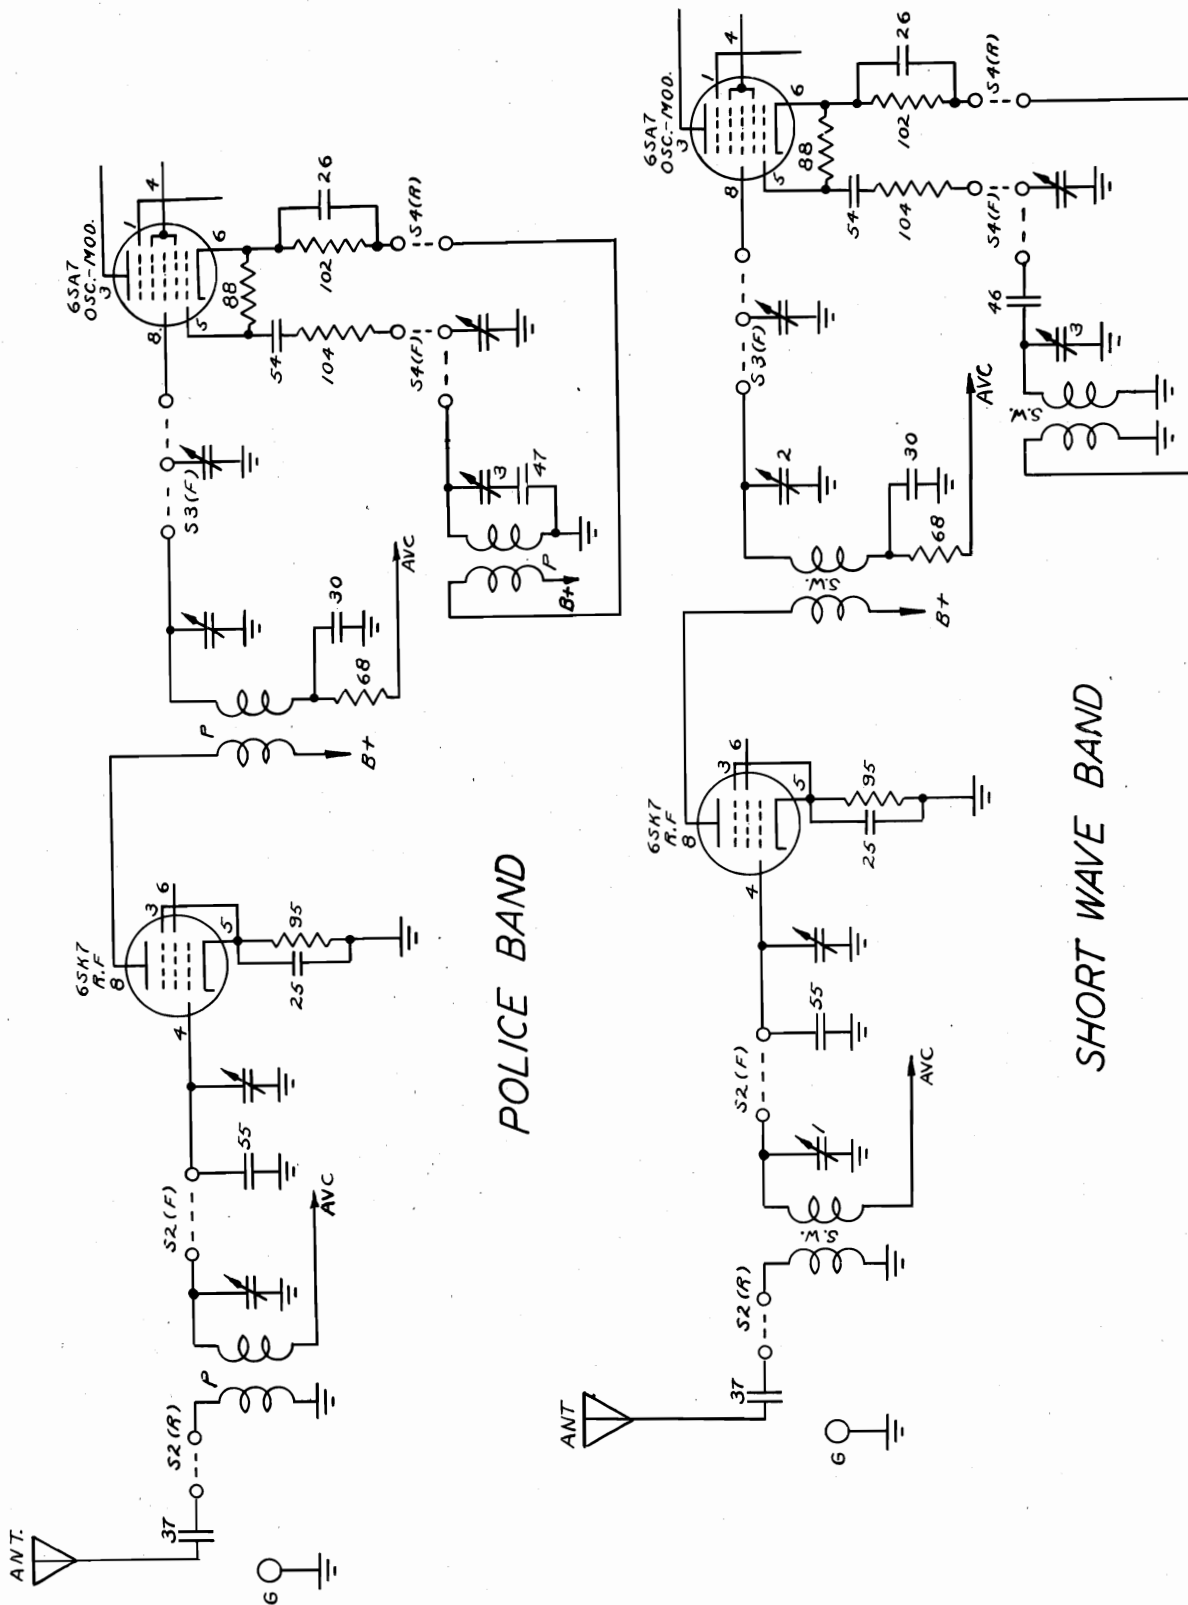 ANT.
37
G
S2(R)
P
S2(F)
55
AVC
4
6SK7
R.F
8
3
6
5
25
95
P
B+
30
68
AVC
S3(F)
6SA7
OSC.-MOD.
3
8.
1
4
5
6
88
54
104
102
26
S4(F)
S4(R)
3
47
P
B+
POLICE BAND
ANT
37
G
S2(R)
S.W.
1
S2(F)
55
AVC
4
6SK7
R.F
8
3
6
5
25
95
S.W.
B+
2
30
68
AVC
S3(F)
6SA7
OSC.-MOD.
3
8
1
4
5
6
88
54
104
102
26
S4(F)
S4(R)
46
3
S.W.
SHORT WAVE BAND